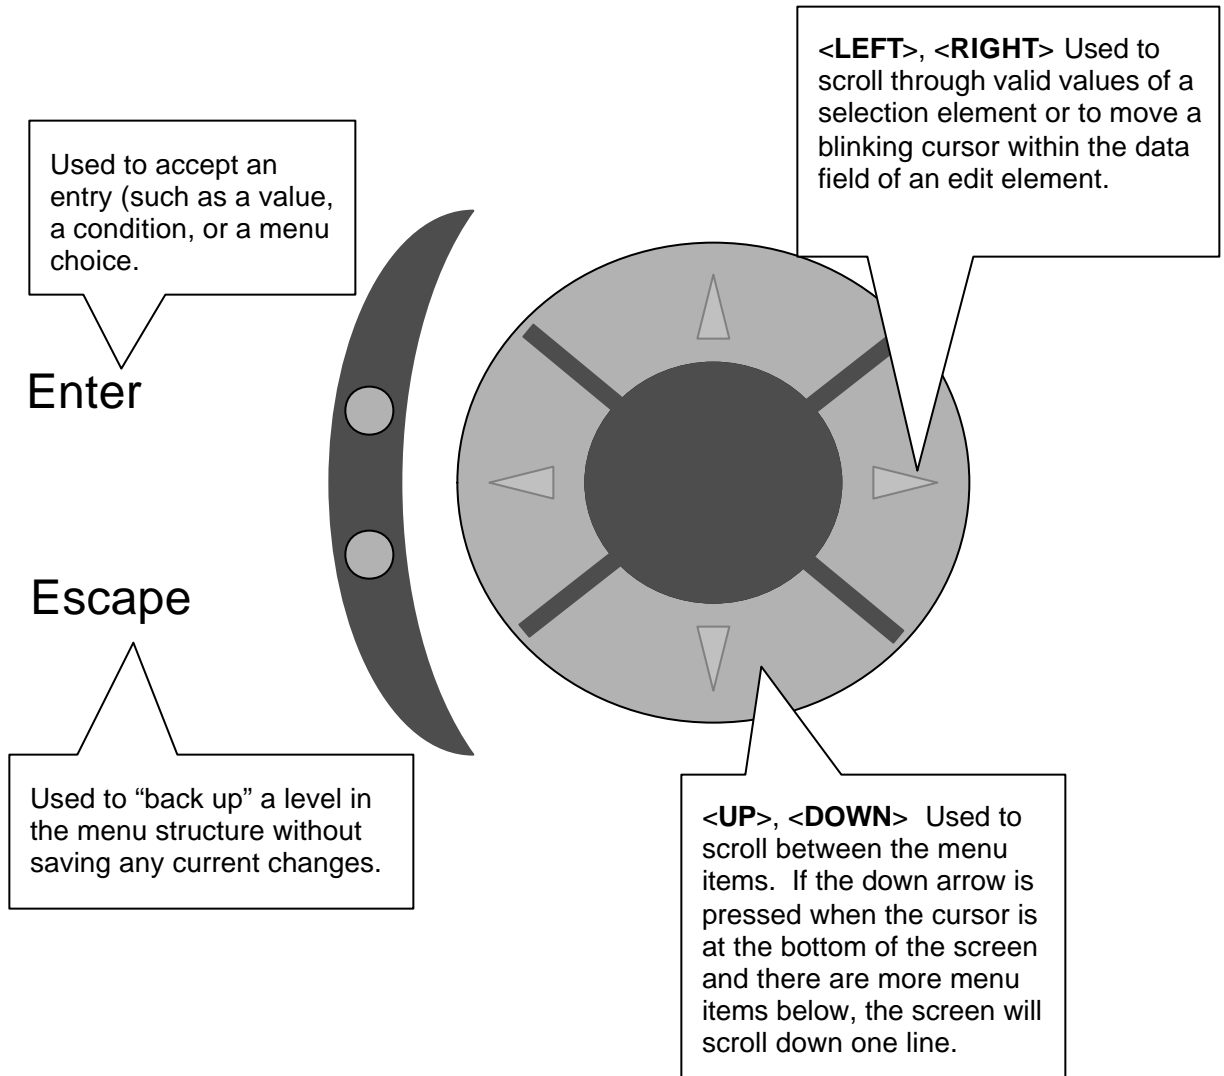 <LEFT>, <RIGHT> Used to
scroll through valid values of a
selection element or to move a
blinking cursor within the data
field of an edit element.
Used to accept an
entry (such as a value,
a condition, or a menu
choice.
Enter
Escape
Used to “back up” a level in
the menu structure without
saving any current changes.
<UP>, <DOWN>  Used to
scroll between the menu
items.  If the down arrow is
pressed when the cursor is
at the bottom of the screen
and there are more menu
items below, the screen will
scroll down one line.